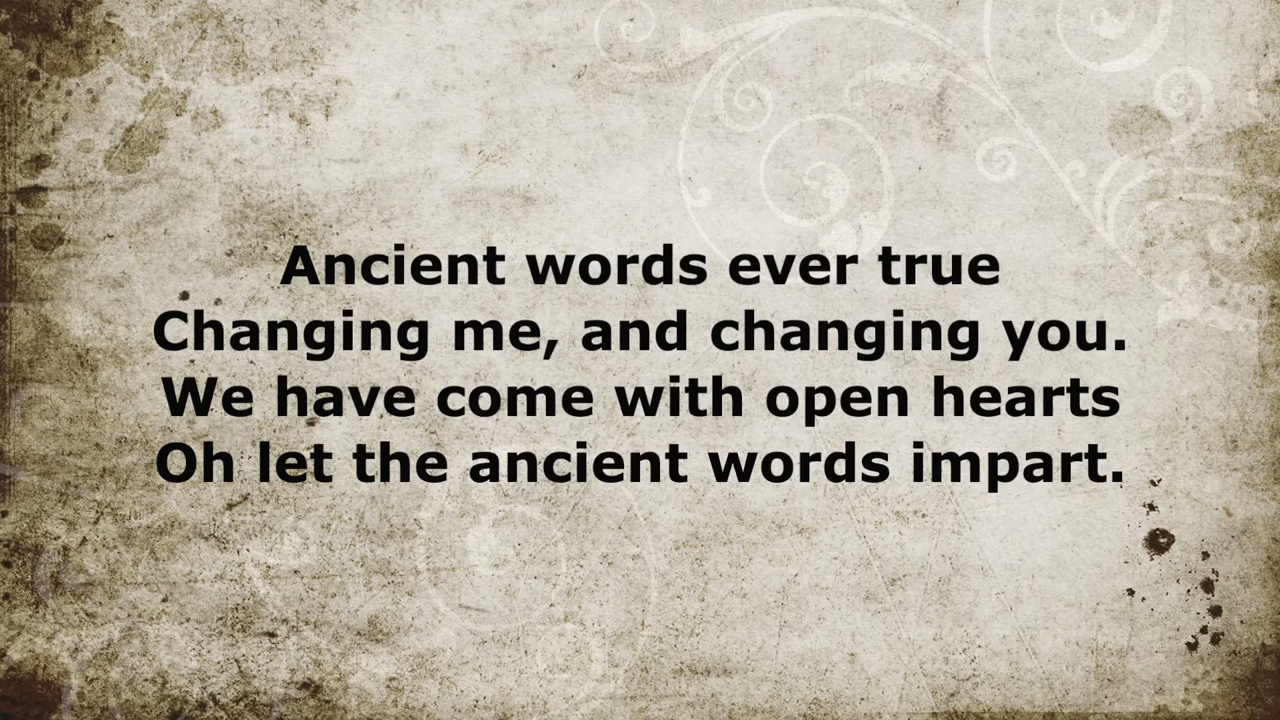 Ancient words ever true
Changing me, and changing you.
We have come with open hearts
Oh let the ancient words impart.